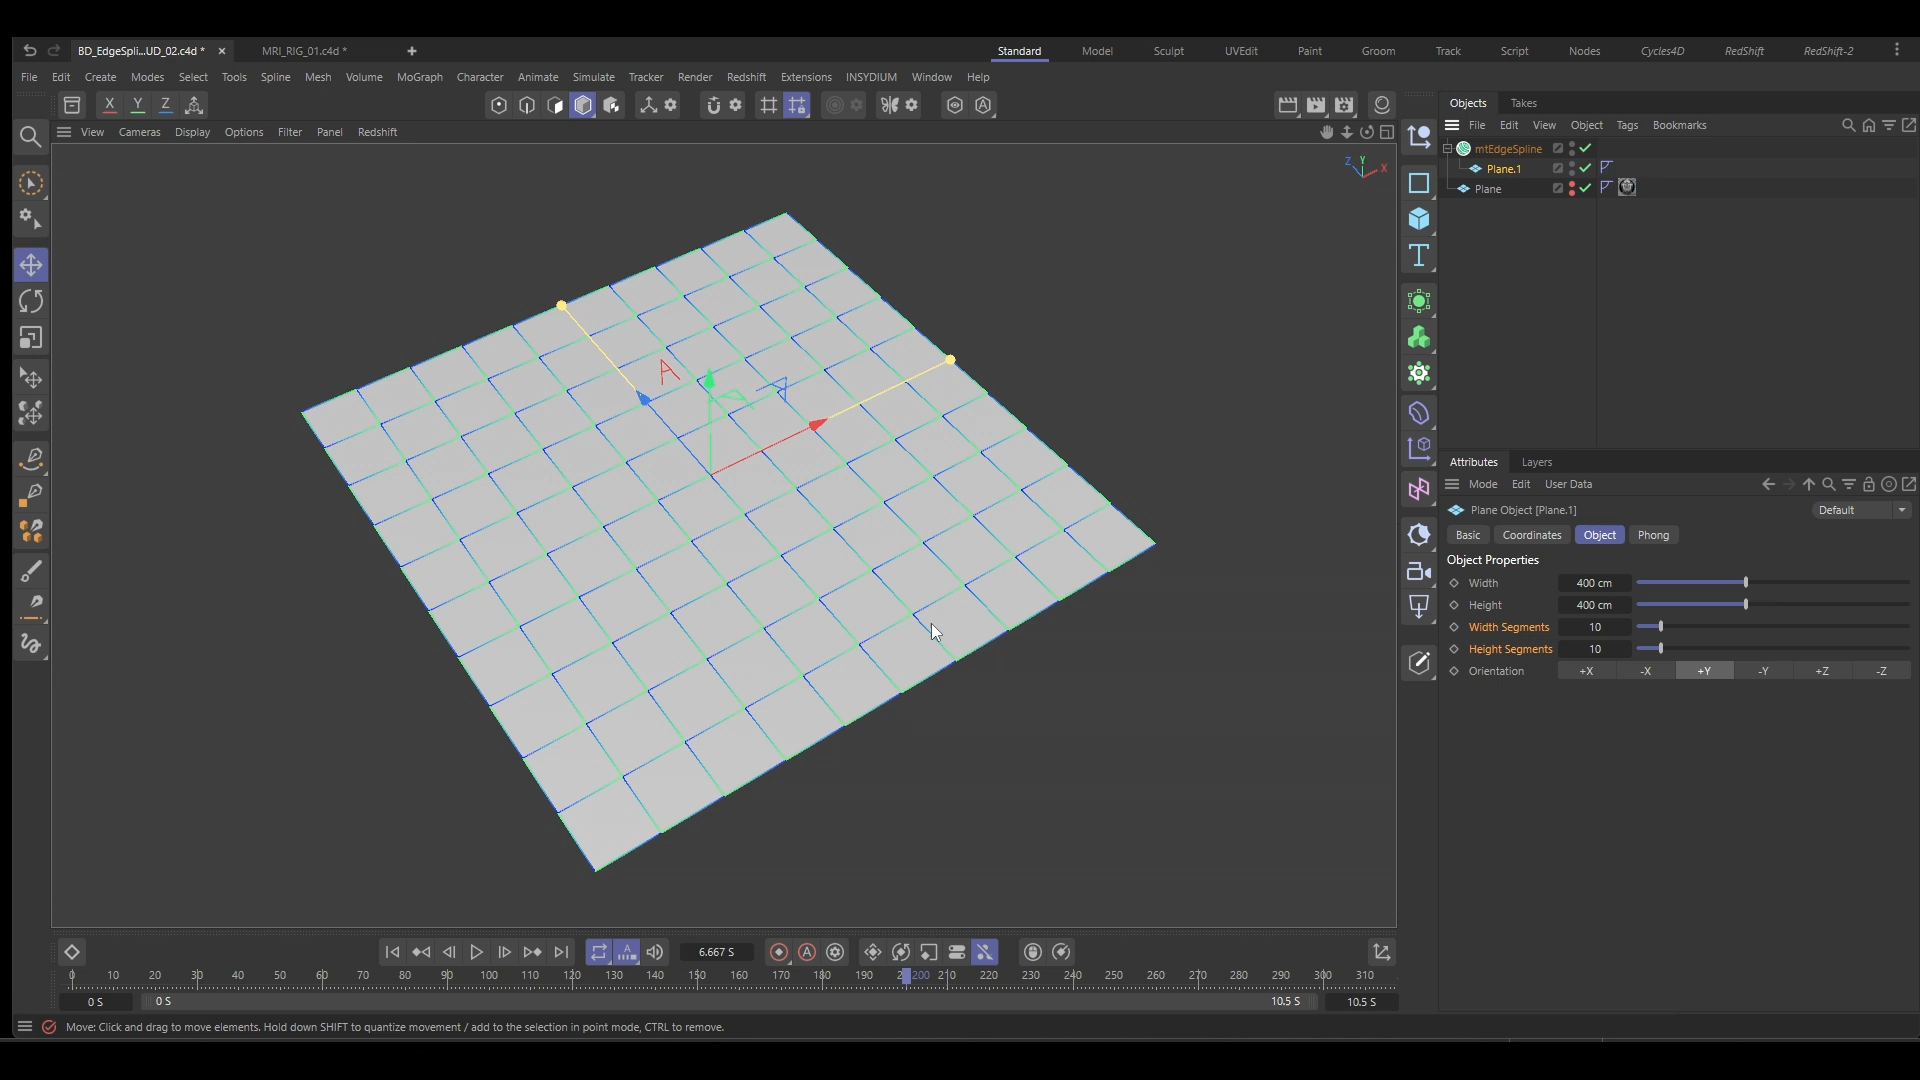 BD_EdgeSpli...UD_02.c4d *
MRI_RIG_01.c4d *
Standard
Model
Sculpt
UVEdit
Paint
Groom
Track
Script
Nodes
Cycles4D
RedShift
RedShift-2
File Edit Create Modes Select Tools Spline Mesh Volume MoGraph Character Animate Simulate Tracker Render Redshift Extensions INSYDIUM Window Help
X Y Z
View Cameras Display Options Filter Panel Redshift
Z Y X
Objects Takes
File Edit View Object Tags Bookmarks
mtEdgeSpline
Plane.1
Plane
Attributes Layers
Mode Edit User Data
Plane Object [Plane.1]
Default
Basic Coordinates Object Phong
Object Properties
Width 400 cm
Height 400 cm
Width Segments 10
Height Segments 10
Orientation +X -X +Y -Y +Z -Z
6.667 S
0 10 20 30 40 50 60 70 80 90 100 110 120 130 140 150 160 170 180 190 200 210 220 230 240 250 260 270 280 290 300 310
0 S 0 S 10.5 S 10.5 S
Move: Click and drag to move elements. Hold down SHIFT to quantize movement / add to the selection in point mode, CTRL to remove.